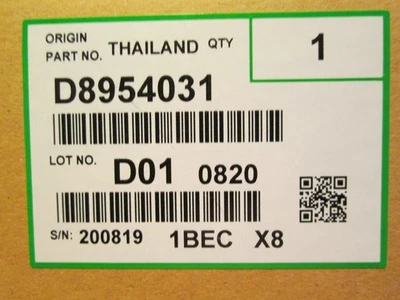 ORIGIN THAILAND QTY 1
PART NO.
D8954031
LOT NO. D01 0820
S/N: 200819 1BEC X8